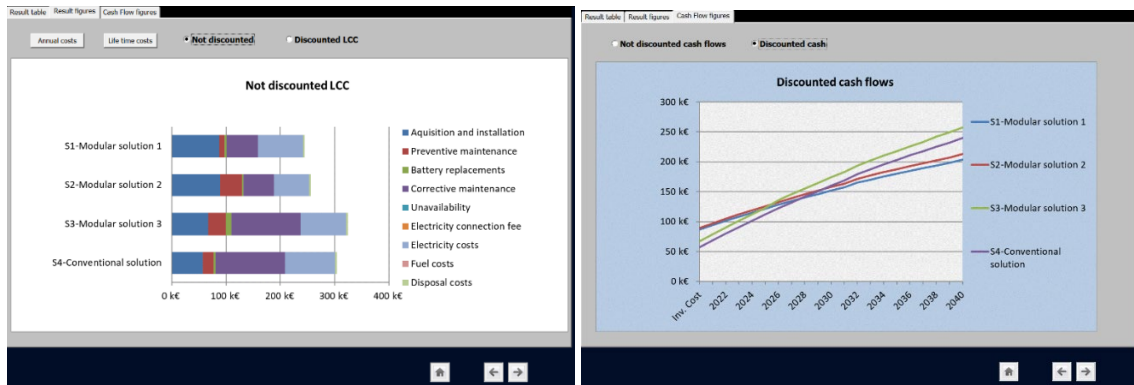 Result table Result figures Cash Flow figures
Annual costs Life time costs Not discounted Discounted LCC
Not discounted LCC
S1-Modular solution 1
S2-Modular solution 2
S3-Modular solution 3
S4-Conventional solution
0 k€ 100 k€ 200 k€ 300 k€ 400 k€
Aquisition and installation
Preventive maintenance
Battery replacements
Corrective maintenance
Unavailability
Electricity connection fee
Electricity costs
Fuel costs
Disposal costs
Result table Result figures Cash Flow figures
Not discounted cash flows Discounted cash
Discounted cash flows
300 k€
250 k€
200 k€
150 k€
100 k€
50 k€
0 k€
Inv. Cost 2022 2024 2026 2028 2030 2032 2034 2036 2038 2040
S1-Modular solution 1
S2-Modular solution 2
S3-Modular solution 3
S4-Conventional
solution